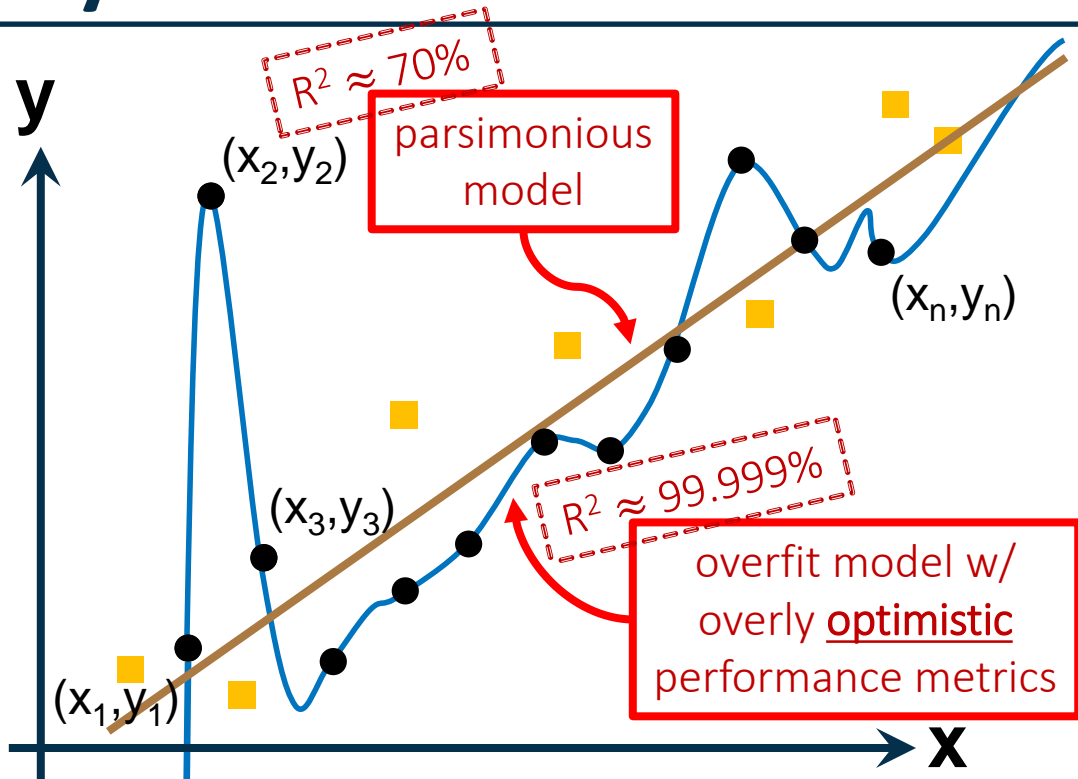 R² ≈ 70%
y
parsimonious
model
(x₂,y₂)
(xₙ,yₙ)
(x₃,y₃)
R² ≈ 99.999%
overfit model w/
overly optimistic
performance metrics
(x₁,y₁)
x